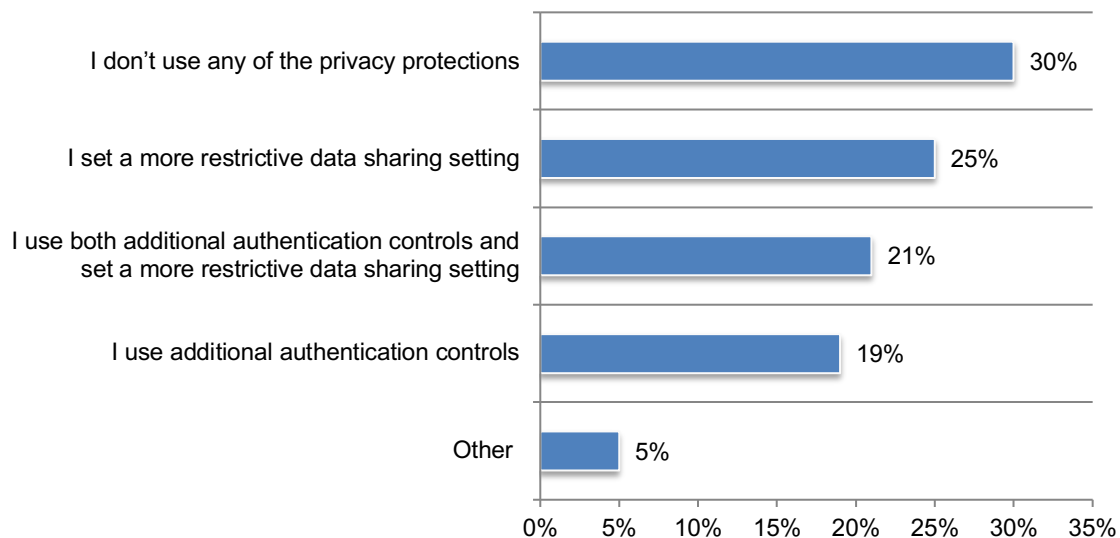 I don’t use any of the privacy protections
30%
I set a more restrictive data sharing setting
25%
I use both additional authentication controls and
set a more restrictive data sharing setting
21%
I use additional authentication controls
19%
Other
5%
0% 5% 10% 15% 20% 25% 30% 35%